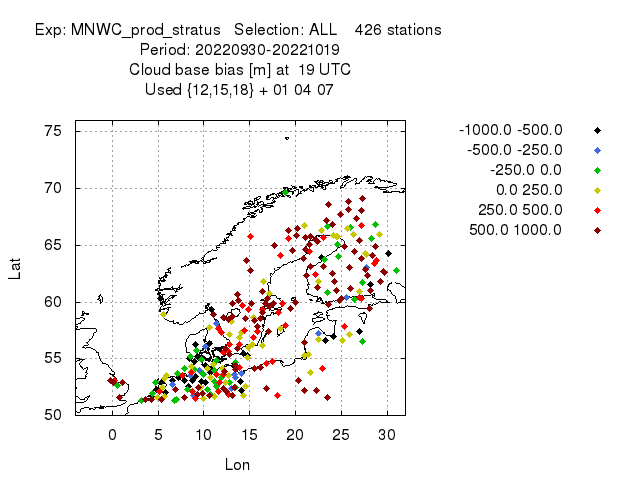 Exp: MNWC_prod_stratus   Selection: ALL    426 stations
Period: 20220930-20221019
Cloud base bias [m] at  19 UTC
Used {12,15,18} + 01 04 07
-1000.0 -500.0
-500.0 -250.0
-250.0 0.0
0.0 250.0
250.0 500.0
500.0 1000.0
75
70
65
60
55
50
Lat
0 5 10 15 20 25 30
Lon